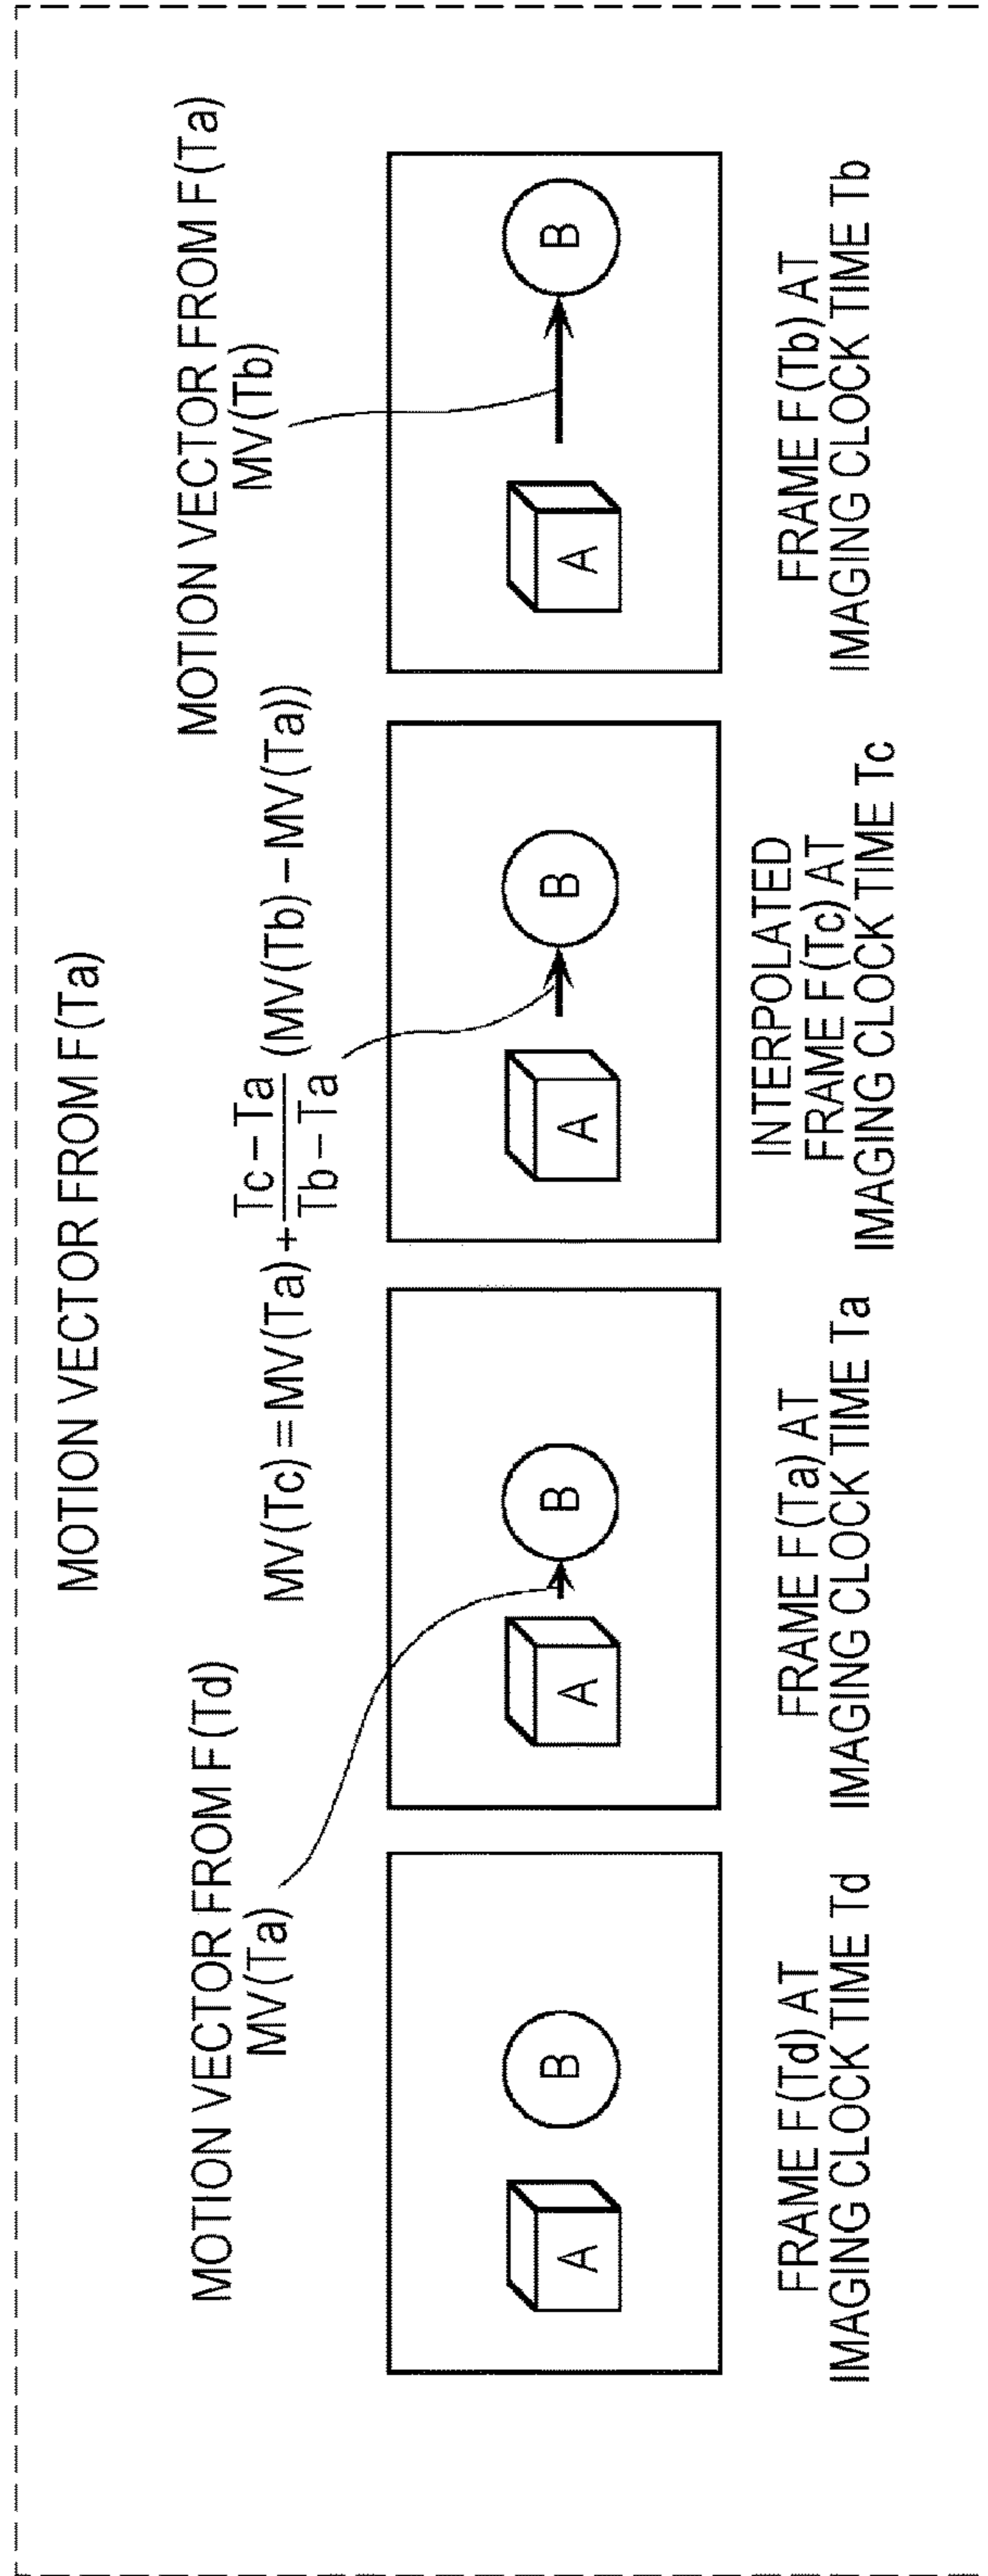 MOTION VECTOR FROM F(Ta)
MOTION VECTOR FROM F(Td)
MV(Ta)
MV(Tc) = MV(Ta) + Tc – Ta / Tb – Ta (MV(Tb) – MV(Ta))
MOTION VECTOR FROM F(Ta)
MV(Tb)
A
B
A
B
A
B
A
B
FRAME F(Td) AT
IMAGING CLOCK TIME Td
FRAME F(Ta) AT
IMAGING CLOCK TIME Ta
INTERPOLATED
FRAME F(Tc) AT
IMAGING CLOCK TIME Tc
FRAME F(Tb) AT
IMAGING CLOCK TIME Tb